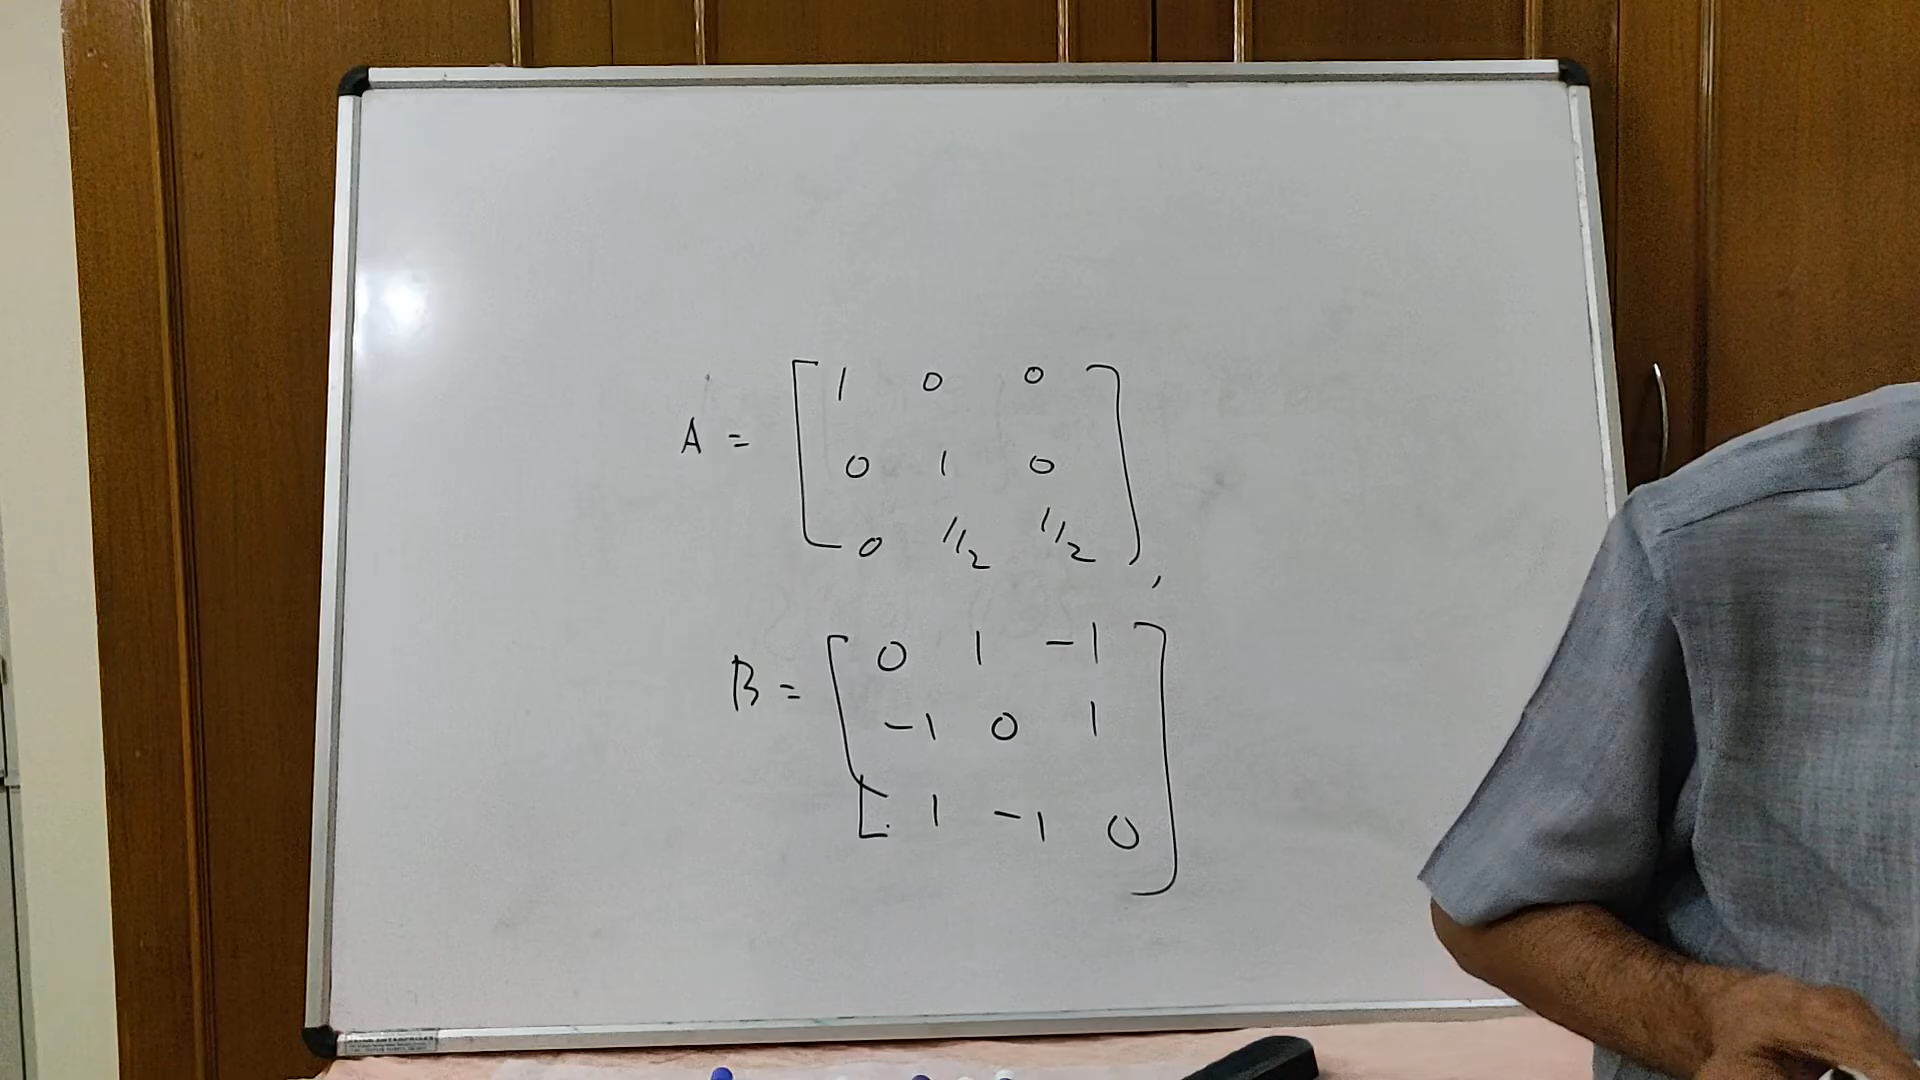 1 0 0
A =
0 1 0
0 1/2 1/2 ,
0 1 -1
B =
-1 0 1
1 -1 0